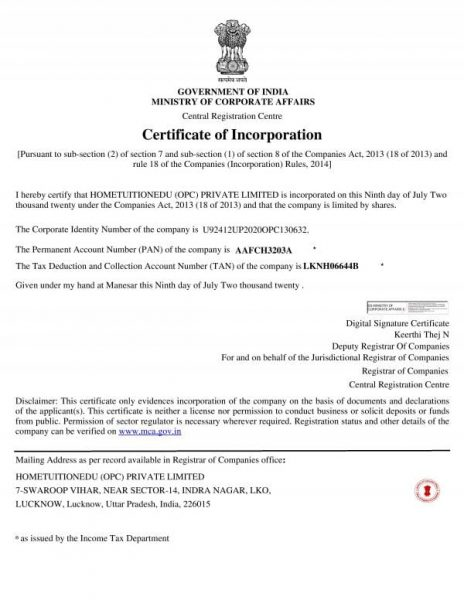 सत्यमेव जयते
GOVERNMENT OF INDIA
MINISTRY OF CORPORATE AFFAIRS
Central Registration Centre
Certificate of Incorporation
[Pursuant to sub-section (2) of section 7 and sub-section (1) of section 8 of the Companies Act, 2013 (18 of 2013) and
rule 18 of the Companies (Incorporation) Rules, 2014]
I hereby certify that HOMETUITIONEDU (OPC) PRIVATE LIMITED is incorporated on this Ninth day of July Two
thousand twenty under the Companies Act, 2013 (18 of 2013) and that the company is limited by shares.
The Corporate Identity Number of the company is U92412UP2020OPC130632.
The Permanent Account Number (PAN) of the company is AAFCH3203A *
The Tax Deduction and Collection Account Number (TAN) of the company is LKNH06644B *
Given under my hand at Manesar this Ninth day of July Two thousand twenty .
DS MINISTRY OF
CORPORATE AFFAIRS
Digital Signature Certificate
Keerthi Thej N
Deputy Registrar Of Companies
For and on behalf of the Jurisdictional Registrar of Companies
Registrar of Companies
Central Registration Centre
Disclaimer: This certificate only evidences incorporation of the company on the basis of documents and declarations
of the applicant(s). This certificate is neither a license nor permission to conduct business or solicit deposits or funds
from public. Permission of sector regulator is necessary wherever required. Registration status and other details of the
company can be verified on www.mca.gov.in
Mailing Address as per record available in Registrar of Companies office:
HOMETUITIONEDU (OPC) PRIVATE LIMITED
7-SWAROOP VIHAR, NEAR SECTOR-14, INDRA NAGAR, LKO,
LUCKNOW, Lucknow, Uttar Pradesh, India, 226015
* as issued by the Income Tax Department